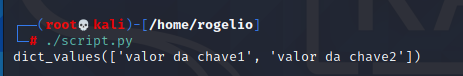 ┌──(root💀kali)-[/home/rogelio]
└─# ./script.py
dict_values(['valor da chave1', 'valor da chave2'])